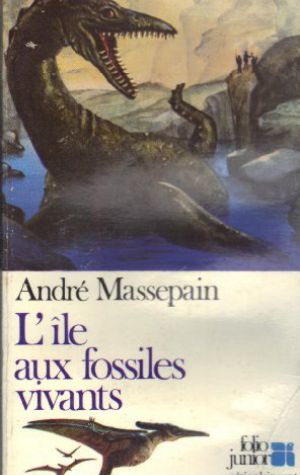 André Massepain
L'île
aux fossiles
vivants
folio
junior